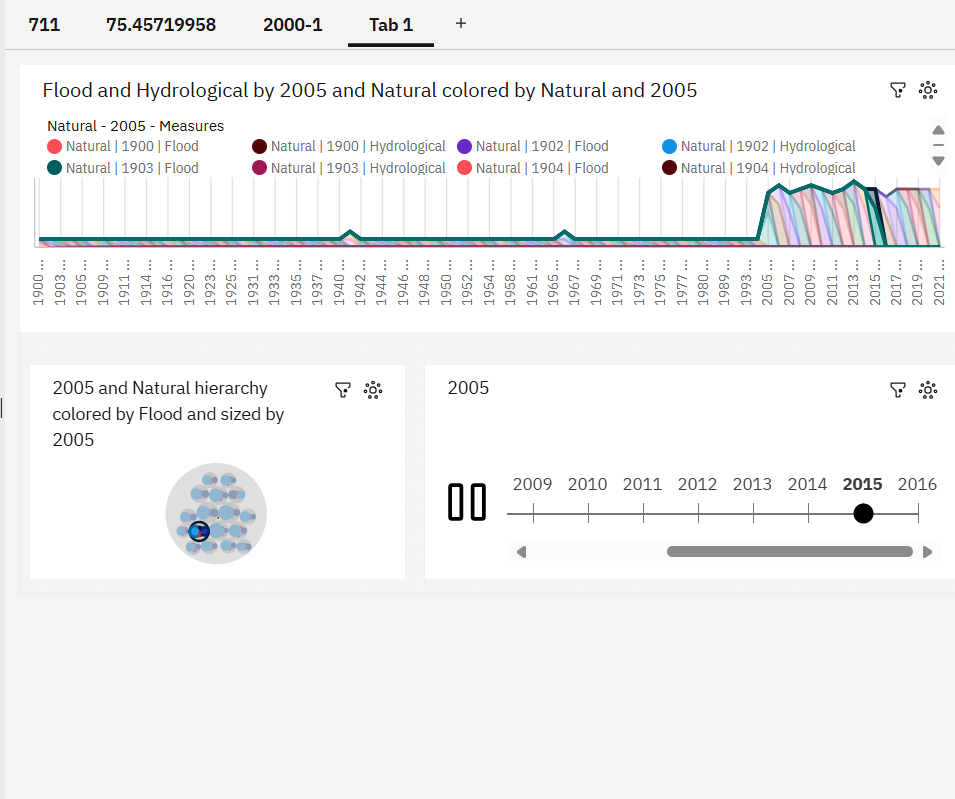 711 75.45719958 2000-1 Tab 1 +
Flood and Hydrological by 2005 and Natural colored by Natural and 2005
Natural - 2005 - Measures
Natural | 1900 | Flood Natural | 1900 | Hydrological Natural | 1902 | Flood Natural | 1902 | Hydrological
Natural | 1903 | Flood Natural | 1903 | Hydrological Natural | 1904 | Flood Natural | 1904 | Hydrological
1900 ... 1903 ... 1905 ... 1909 ... 1911 ... 1914 ... 1916 ... 1920 ... 1923 ... 1925 ... 1931 ... 1933 ... 1935 ... 1937 ... 1940 ... 1942 ... 1944 ... 1946 ... 1948 ... 1950 ... 1952 ... 1954 ... 1958 ... 1961 ... 1965 ... 1967 ... 1969 ... 1971 ... 1973 ... 1975 ... 1977 ... 1980 ... 1989 ... 1993 ... 2005 ... 2007 ... 2009 ... 2011 ... 2013 ... 2015 ... 2017 ... 2019 ... 2021 ...
2005 and Natural hierarchy
colored by Flood and sized by
2005
2005
2009 2010 2011 2012 2013 2014 2015 2016